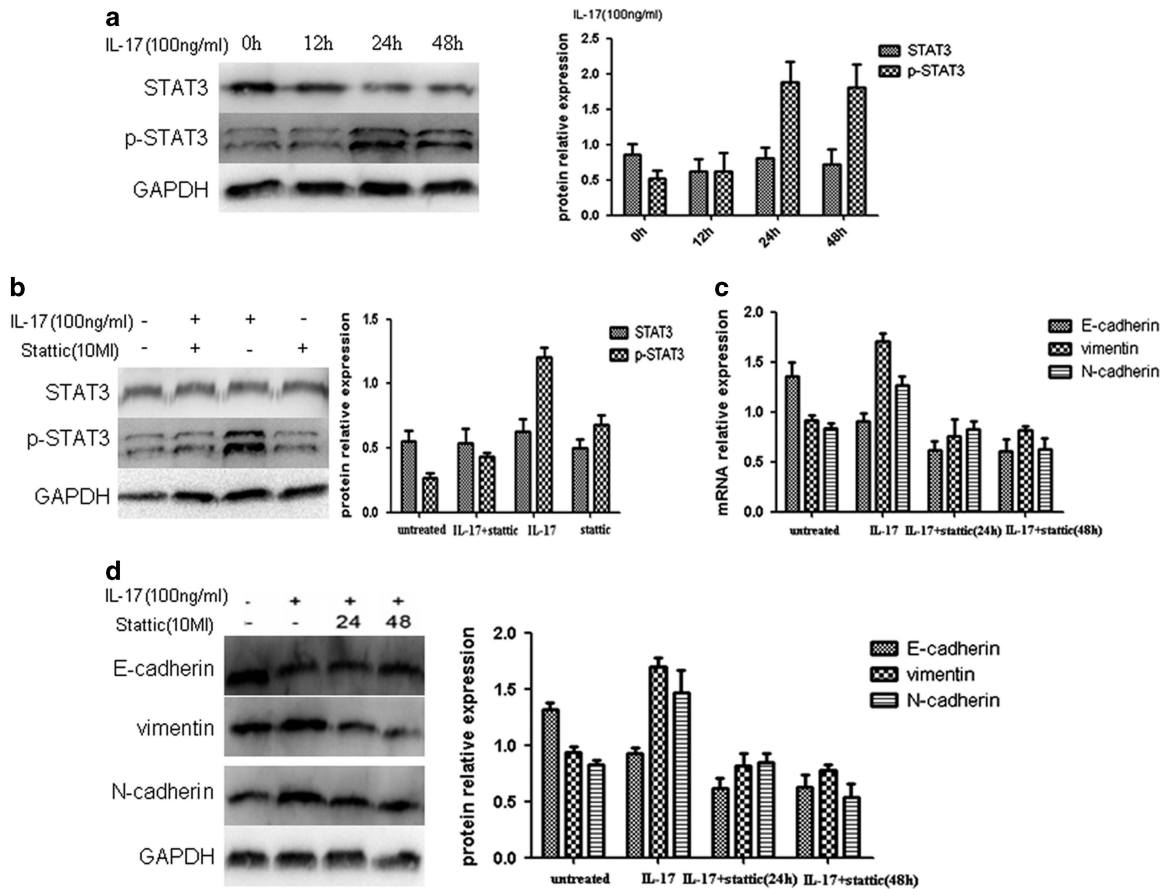 a
IL-17(100ng/ml) 0h 12h 24h 48h
STAT3
p-STAT3
GAPDH
IL-17(100ng/ml)
protein relative expression
2.5
2.0
1.5
1.0
0.5
0.0
0h 12h 24h 48h
STAT3
p-STAT3
b
IL-17(100ng/ml) - + + -
Stattic(10Ml) - + - +
STAT3
p-STAT3
GAPDH
protein relative expression
1.5
1.0
0.5
0.0
untreated IL-17+stattic IL-17 stattic
STAT3
p-STAT3
c
mRNA relative expression
2.0
1.5
1.0
0.5
0.0
untreated IL-17 IL-17+stattic(24h) IL-17+stattic(48h)
E-cadherin
vimentin
N-cadherin
d
IL-17(100ng/ml) - + + +
Stattic(10Ml) - - 24 48
E-cadherin
vimentin
N-cadherin
GAPDH
protein relative expression
2.0
1.5
1.0
0.5
0.0
untreated IL-17 IL-17+stattic(24h) IL-17+stattic(48h)
E-cadherin
vimentin
N-cadherin